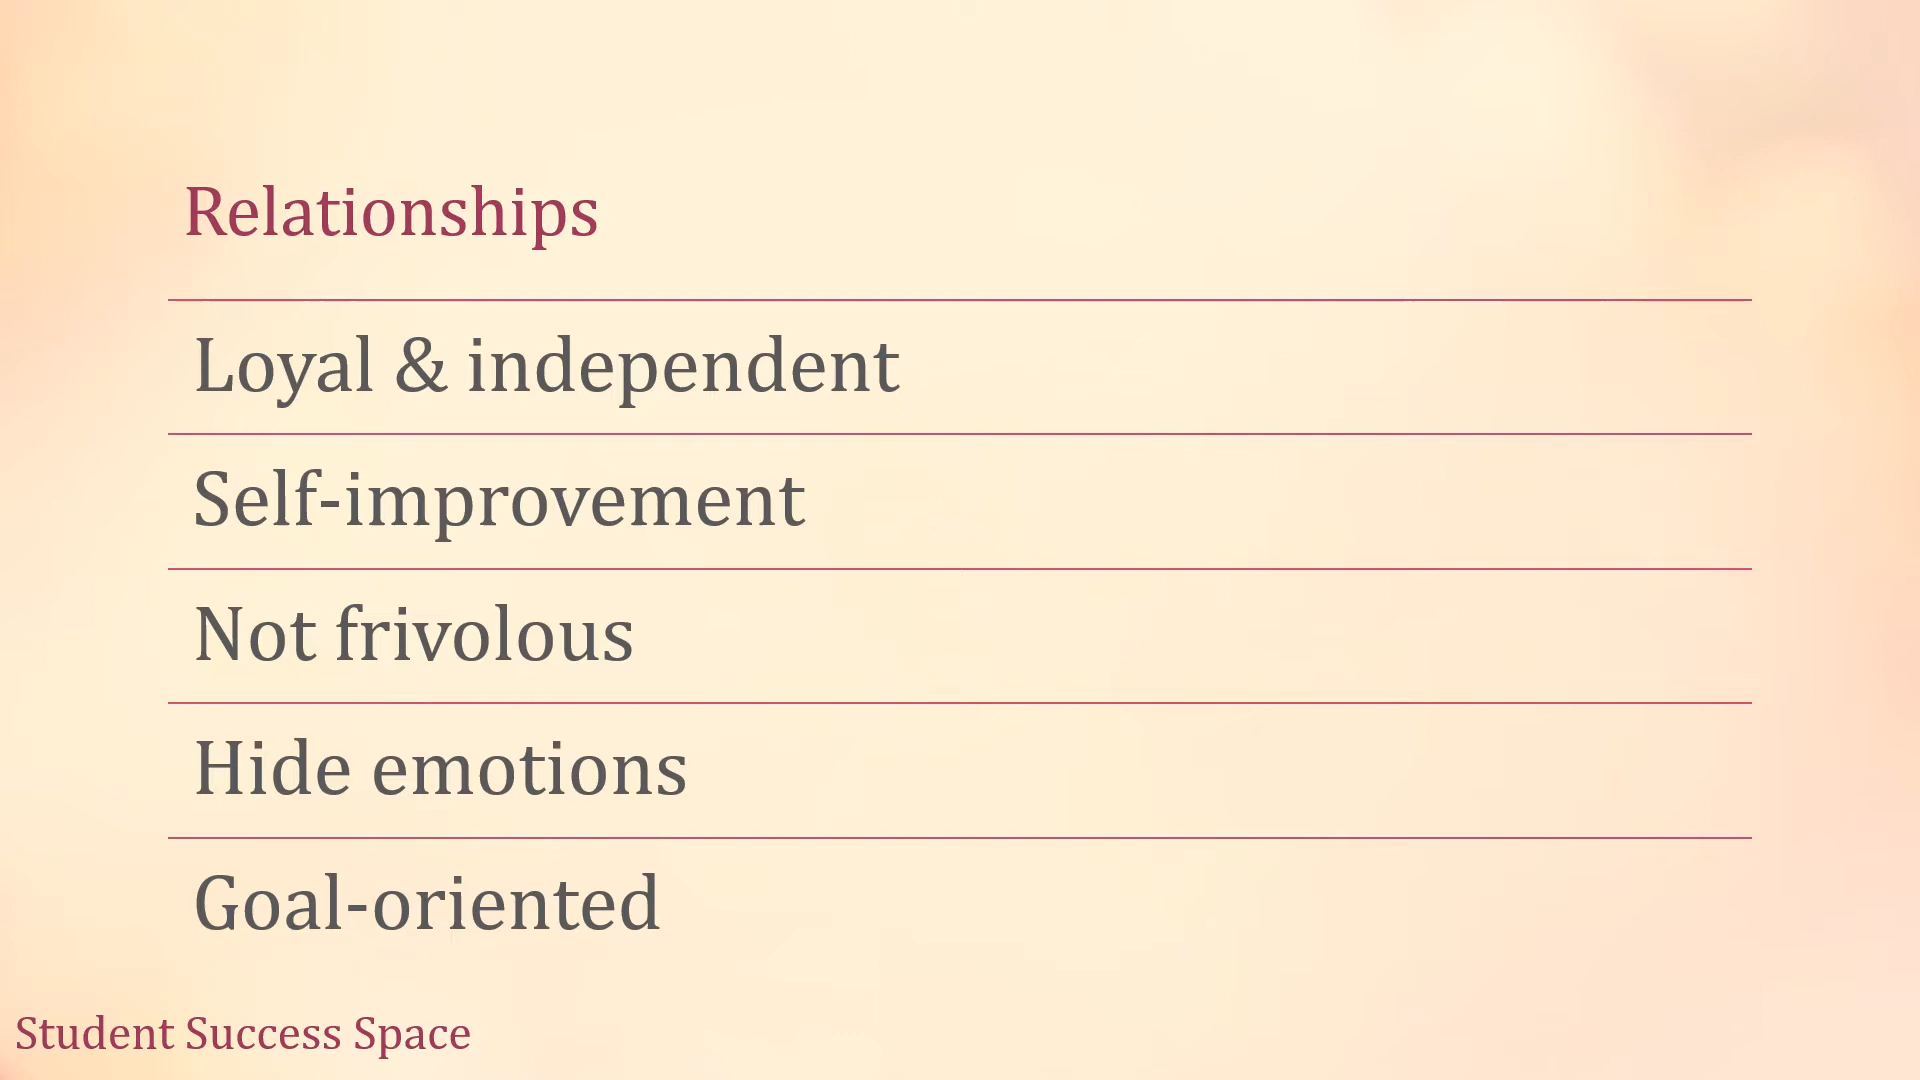 Relationships
Loyal & independent
Self-improvement
Not frivolous
Hide emotions
Goal-oriented
Student Success Space